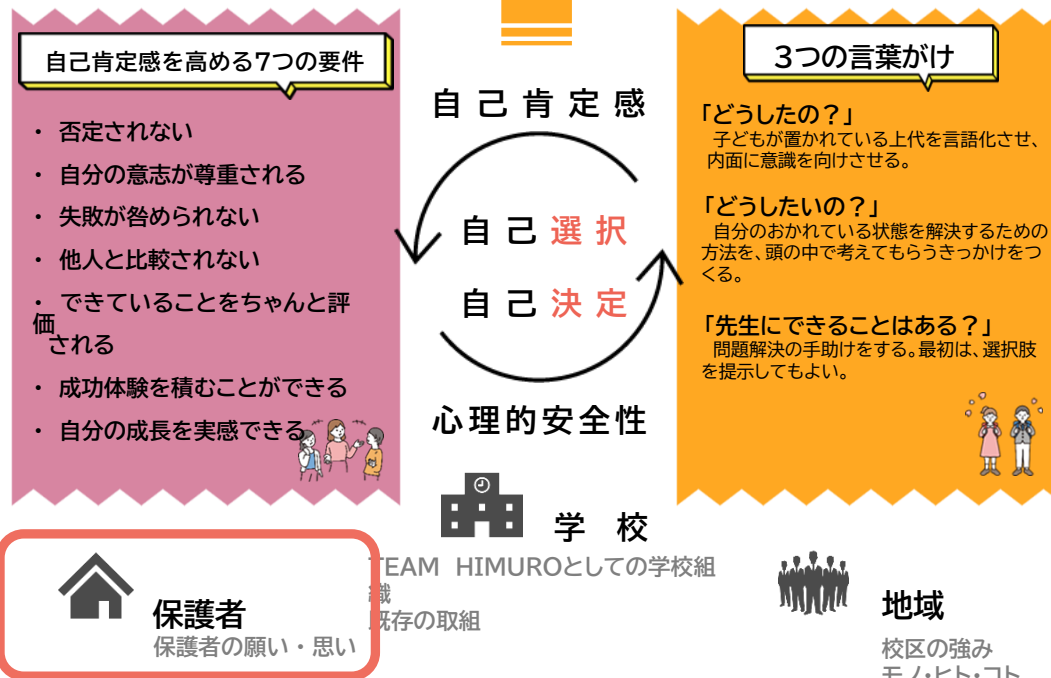 自己肯定感を高める7つの要件
・ 否定されない
・ 自分の意志が尊重される
・ 失敗が咎められない
・ 他人と比較されない
・ できていることをちゃんと評
価
される
・ 成功体験を積むことができる
・ 自分の成長を実感できる
自己肯定感
自己選択
自己決定
心理的安全性
3つの言葉がけ
「どうしたの？」
子どもが置かれている上代を言語化させ、
内面に意識を向けさせる。
「どうしたいの？」
自分のおかれている状態を解決するための
方法を、頭の中で考えてもらうきっかけをつ
くる。
「先生にできることはある？」
問題解決の手助けをする。最初は、選択肢
を提示してもよい。
学 校
TEAM HIMUROとしての学校組
織
既存の取組
保護者
保護者の願い・思い
地域
校区の強み
モノ・ヒト・コト